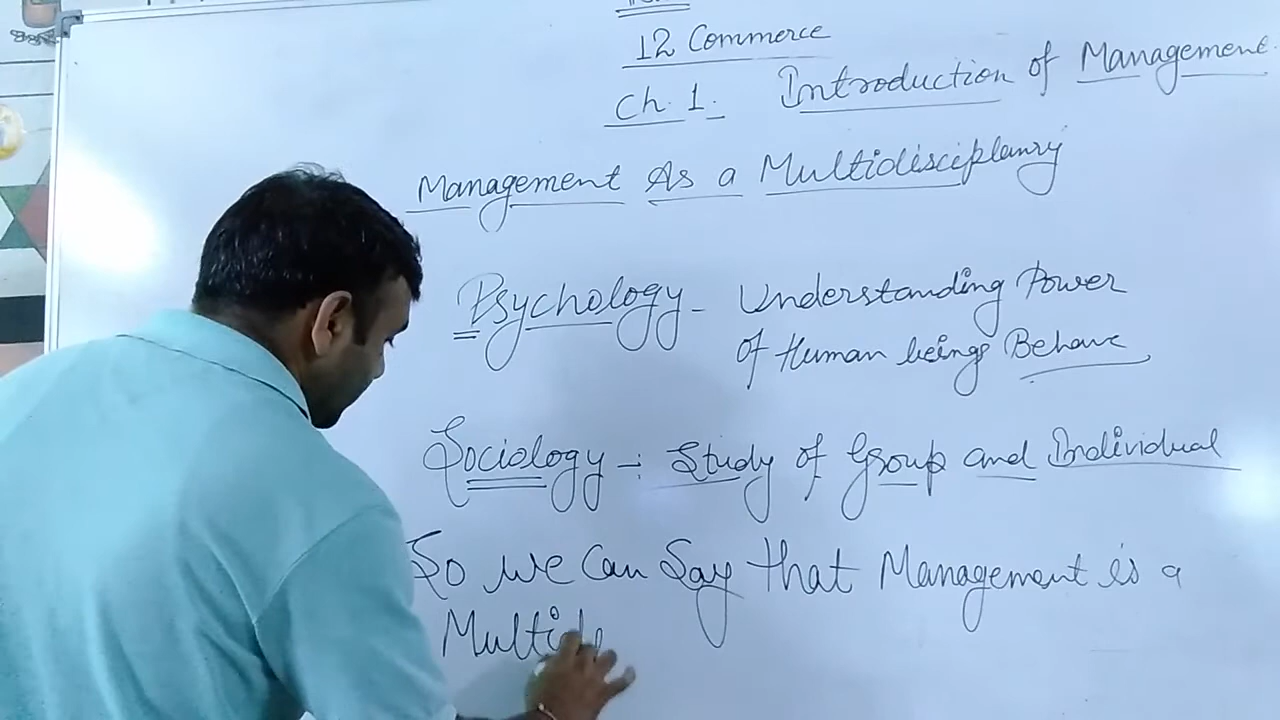 12 Commerce
Ch. 1. Introduction of Management
Management As a Multidisciplanry
Psychology - Understanding Power
of Human beings Behave
Sociology -: Study of Group and Individual
So we Can Say that Management is a
Multid